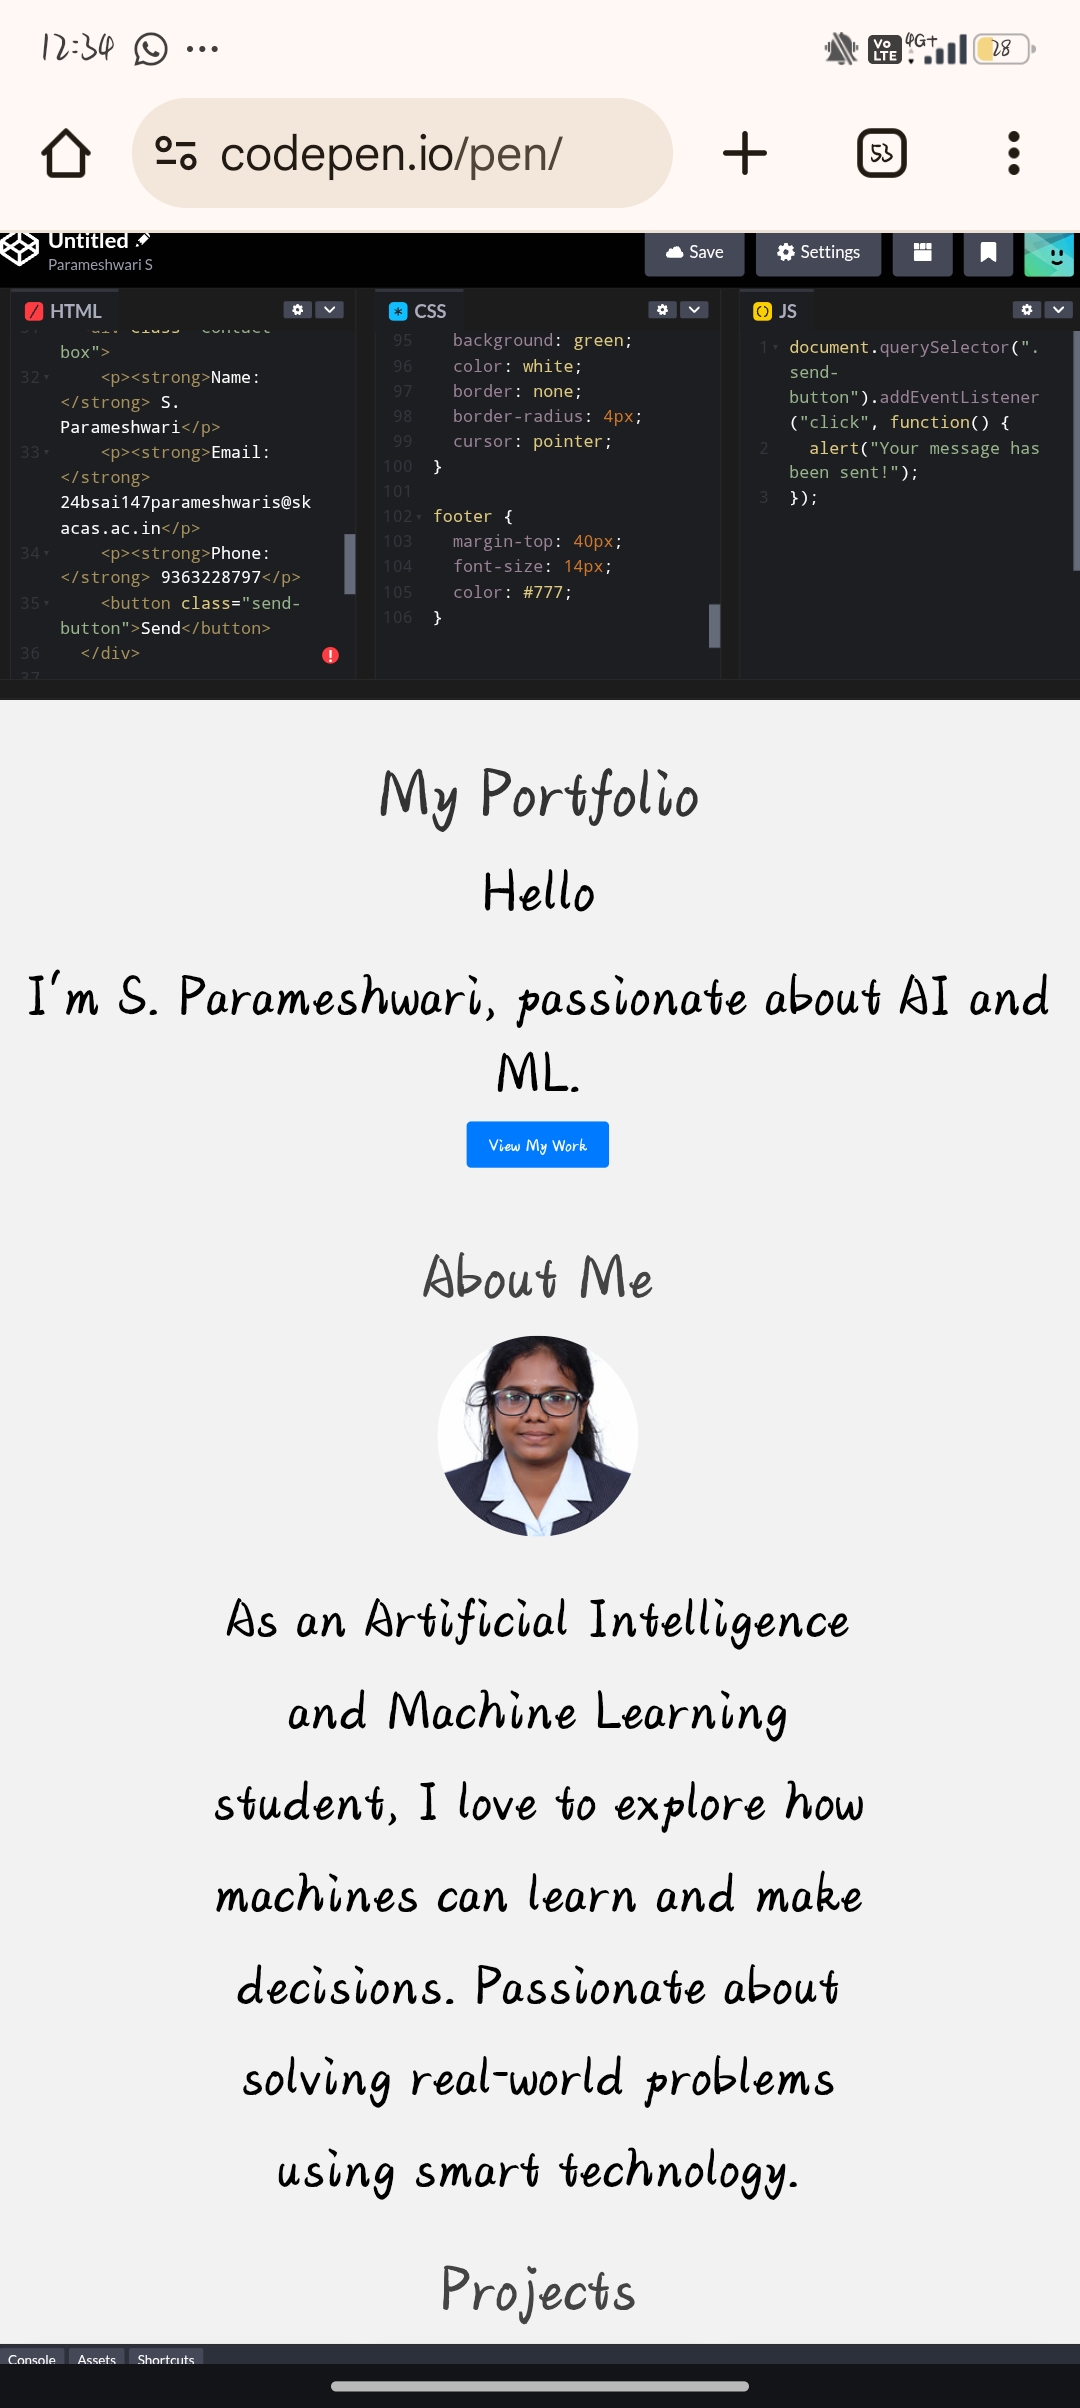 12:34
Vo LTE 4G+ 28
codepen.io/pen/
53
Untitled
Parameshwari S
Save
Settings
HTML
box">
32 <p><strong>Name:
</strong> S.
Parameshwari</p>
33 <p><strong>Email:
</strong>
24bsai147parameshwaris@sk
acas.ac.in</p>
34 <p><strong>Phone:
</strong> 9363228797</p>
35 <button class="send-
button">Send</button>
36 </div>
37
CSS
95 background: green;
96 color: white;
97 border: none;
98 border-radius: 4px;
99 cursor: pointer;
100 }
101
102 footer {
103 margin-top: 40px;
104 font-size: 14px;
105 color: #777;
106 }
JS
1 document.querySelector(".
send-
button").addEventListener
("click", function() {
2 alert("Your message has
been sent!");
3 });
My Portfolio
Hello
I'm S. Parameshwari, passionate about AI and
ML.
View My Work
About Me
As an Artificial Intelligence
and Machine Learning
student, I love to explore how
machines can learn and make
decisions. Passionate about
solving real-world problems
using smart technology.
Projects
Console Assets Shortcuts